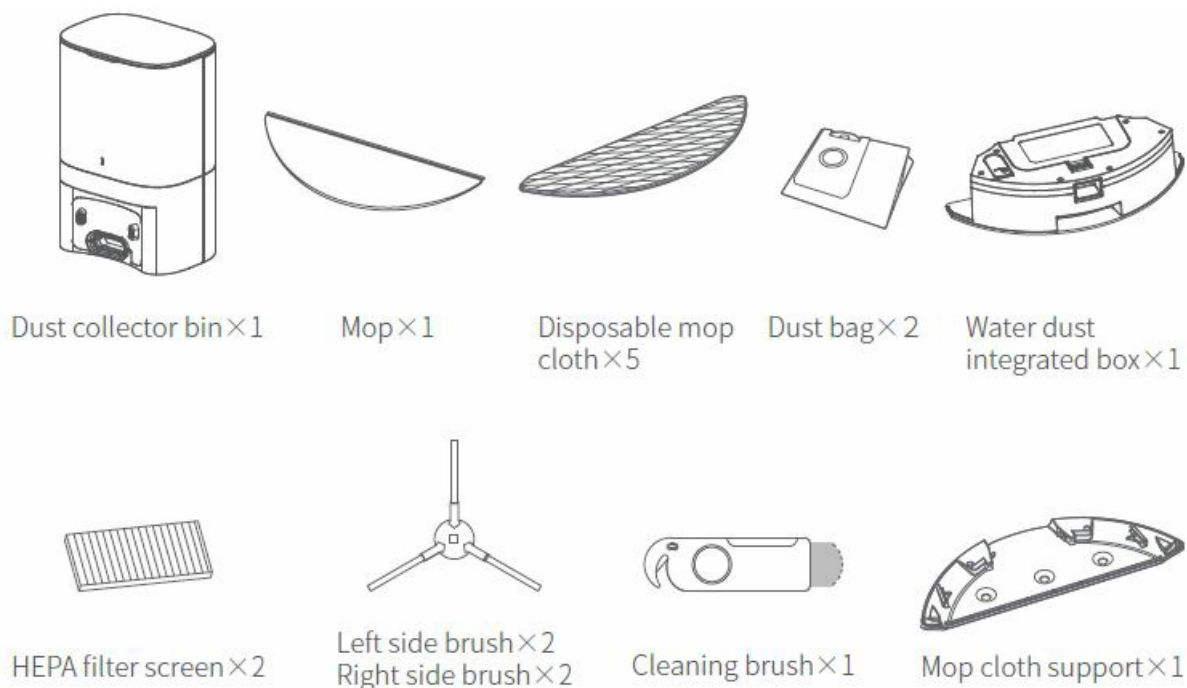 Dust collector bin×1
Mop×1
Disposable mop
cloth×5
Dust bag×2
Water dust
integrated box×1
HEPA filter screen×2
Left side brush×2
Right side brush×2
Cleaning brush×1
Mop cloth support×1